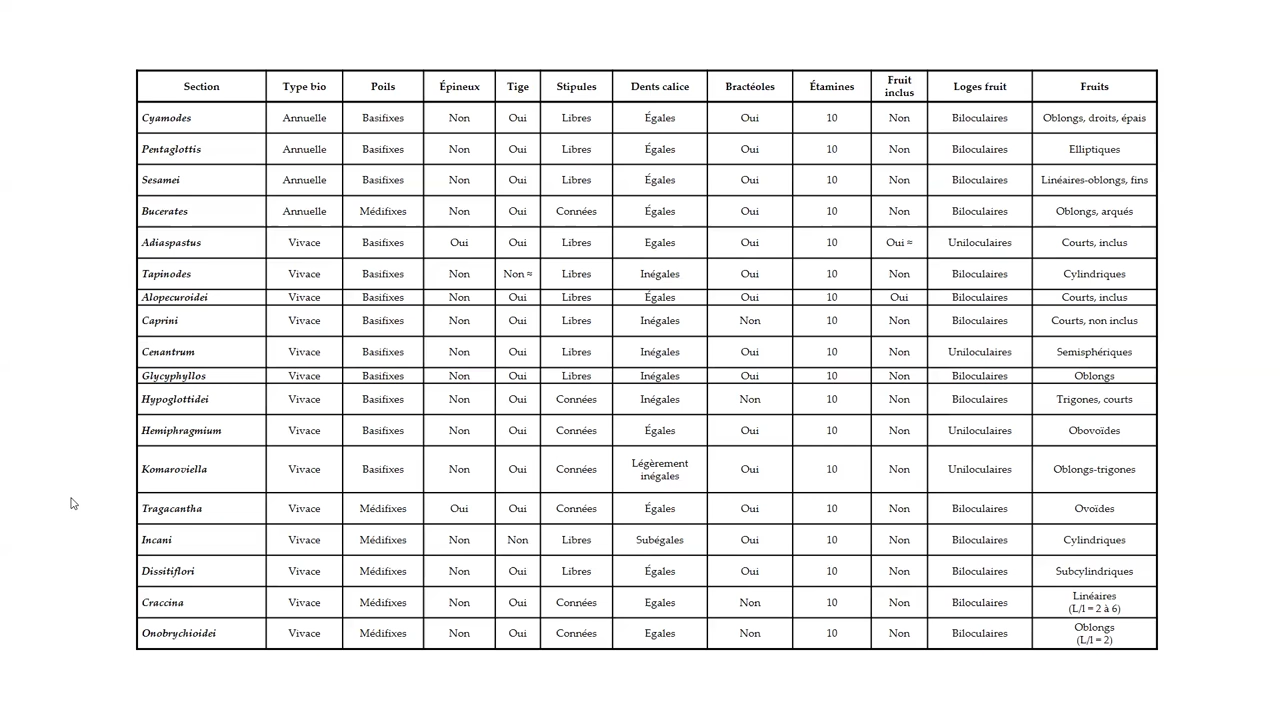 Section Type bio Poils Épineux Tige Stipules Dents calice Bractéoles Étamines Fruit inclus Loges fruit Fruits
Cyamodes Annuelle Basifixes Non Oui Libres Égales Oui 10 Non Biloculaires Oblongs, droits, épais
Pentaglottis Annuelle Basifixes Non Oui Libres Égales Oui 10 Non Biloculaires Elliptiques
Sesamei Annuelle Basifixes Non Oui Libres Égales Oui 10 Non Biloculaires Linéaires-oblongs, fins
Bucerates Annuelle Médifixes Non Oui Connées Égales Oui 10 Non Biloculaires Oblongs, arqués
Adiaspastus Vivace Basifixes Oui Oui Libres Egales Oui 10 Oui ≈ Uniloculaires Courts, inclus
Tapinodes Vivace Basifixes Non Non ≈ Libres Inégales Oui 10 Non Biloculaires Cylindriques
Alopecuroidei Vivace Basifixes Non Oui Libres Égales Oui 10 Oui Biloculaires Courts, inclus
Caprini Vivace Basifixes Non Oui Libres Inégales Non 10 Non Biloculaires Courts, non inclus
Cenantrum Vivace Basifixes Non Oui Libres Inégales Oui 10 Non Uniloculaires Semisphériques
Glycyphyllos Vivace Basifixes Non Oui Libres Inégales Oui 10 Non Biloculaires Oblongs
Hypoglottidei Vivace Basifixes Non Oui Connées Inégales Non 10 Non Biloculaires Trigones, courts
Hemiphragmium Vivace Basifixes Non Oui Connées Égales Oui 10 Non Uniloculaires Obovoïdes
Komaroviella Vivace Basifixes Non Oui Connées Légèrement inégales Oui 10 Non Uniloculaires Oblongs-trigones
Tragacantha Vivace Médifixes Oui Oui Connées Égales Oui 10 Non Biloculaires Ovoïdes
Incani Vivace Médifixes Non Non Libres Subégales Oui 10 Non Biloculaires Cylindriques
Dissitiflori Vivace Médifixes Non Oui Libres Égales Oui 10 Non Biloculaires Subcylindriques
Craccina Vivace Médifixes Non Oui Connées Egales Non 10 Non Biloculaires Linéaires (L/l = 2 à 6)
Onobrychioidei Vivace Médifixes Non Oui Connées Egales Non 10 Non Biloculaires Oblongs (L/l = 2)